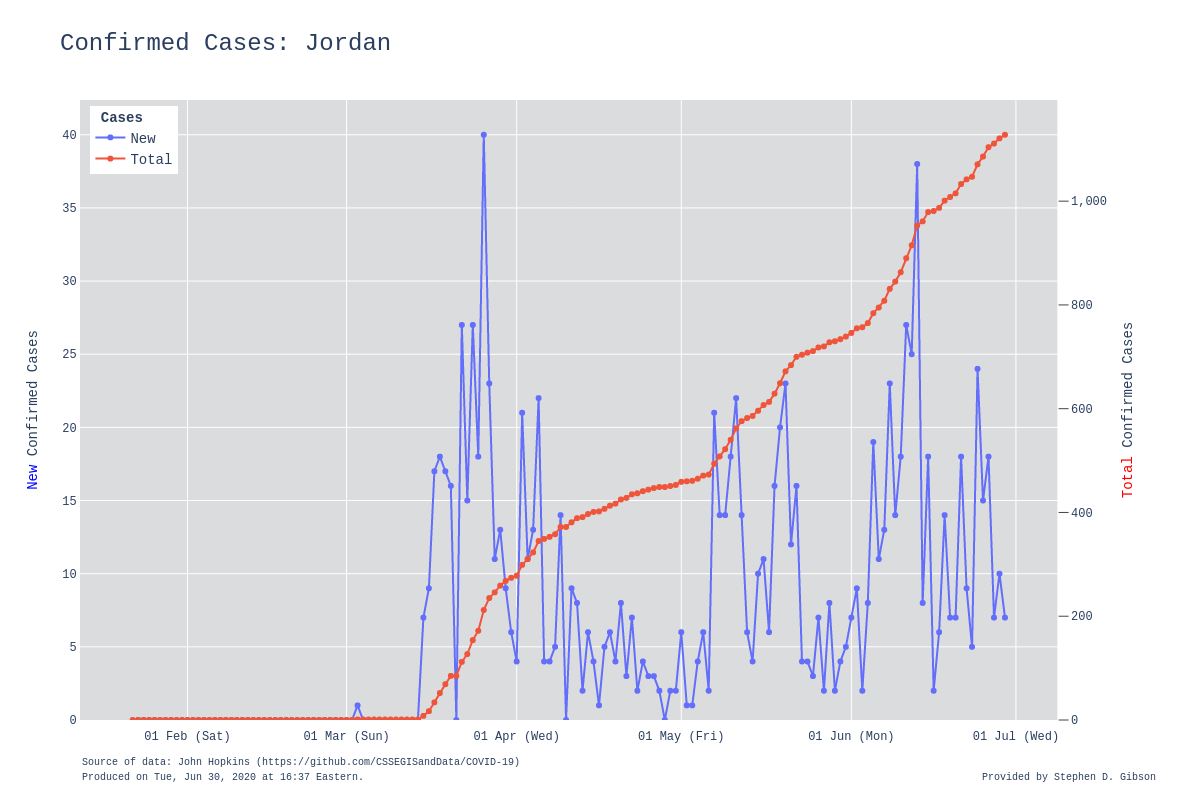 Confirmed Cases: Jordan
Cases
New
Total
40
35
30
25
20
15
10
5
0
1,000
800
600
400
200
0
New Confirmed Cases
Total Confirmed Cases
01 Feb (Sat) 01 Mar (Sun) 01 Apr (Wed) 01 May (Fri) 01 Jun (Mon) 01 Jul (Wed)
Source of data: John Hopkins (https://github.com/CSSEGISandData/COVID-19)
Produced on Tue, Jun 30, 2020 at 16:37 Eastern.
Provided by Stephen D. Gibson